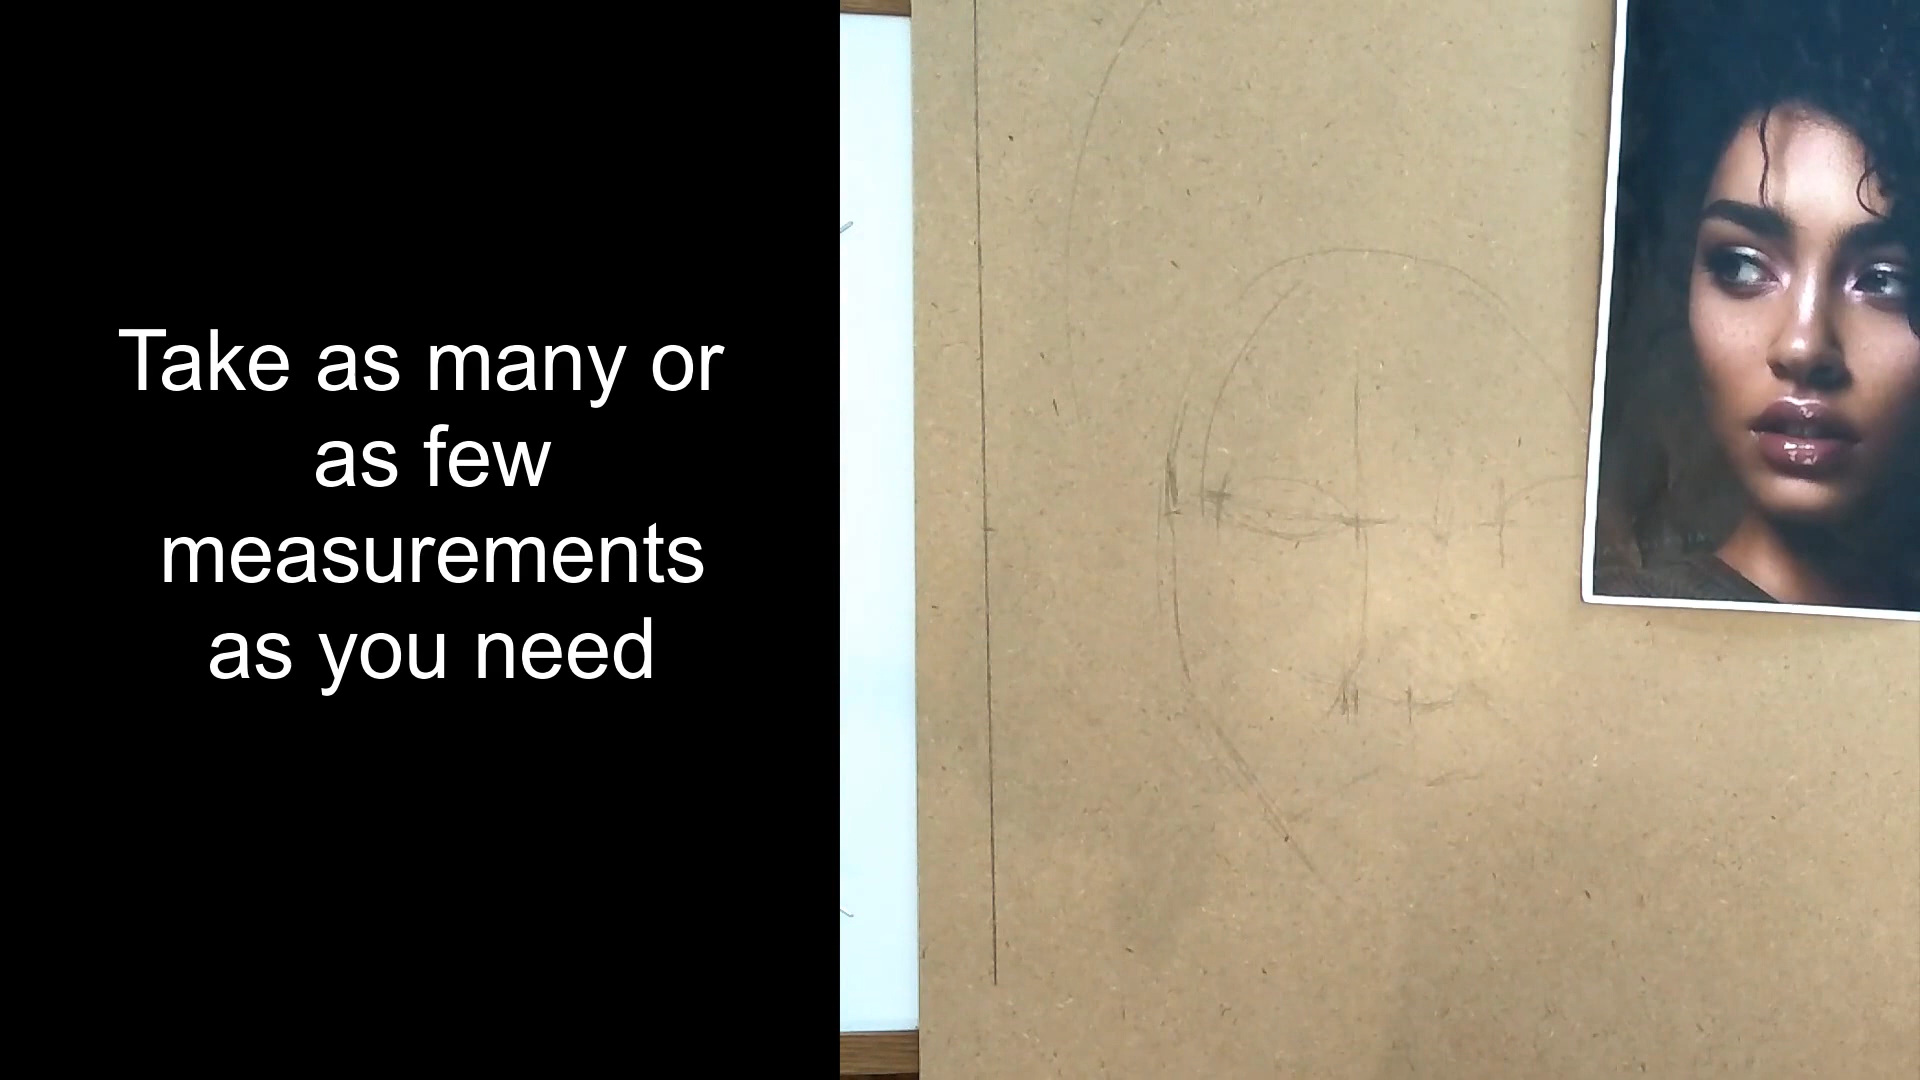 Take as many or
as few
measurements
as you need